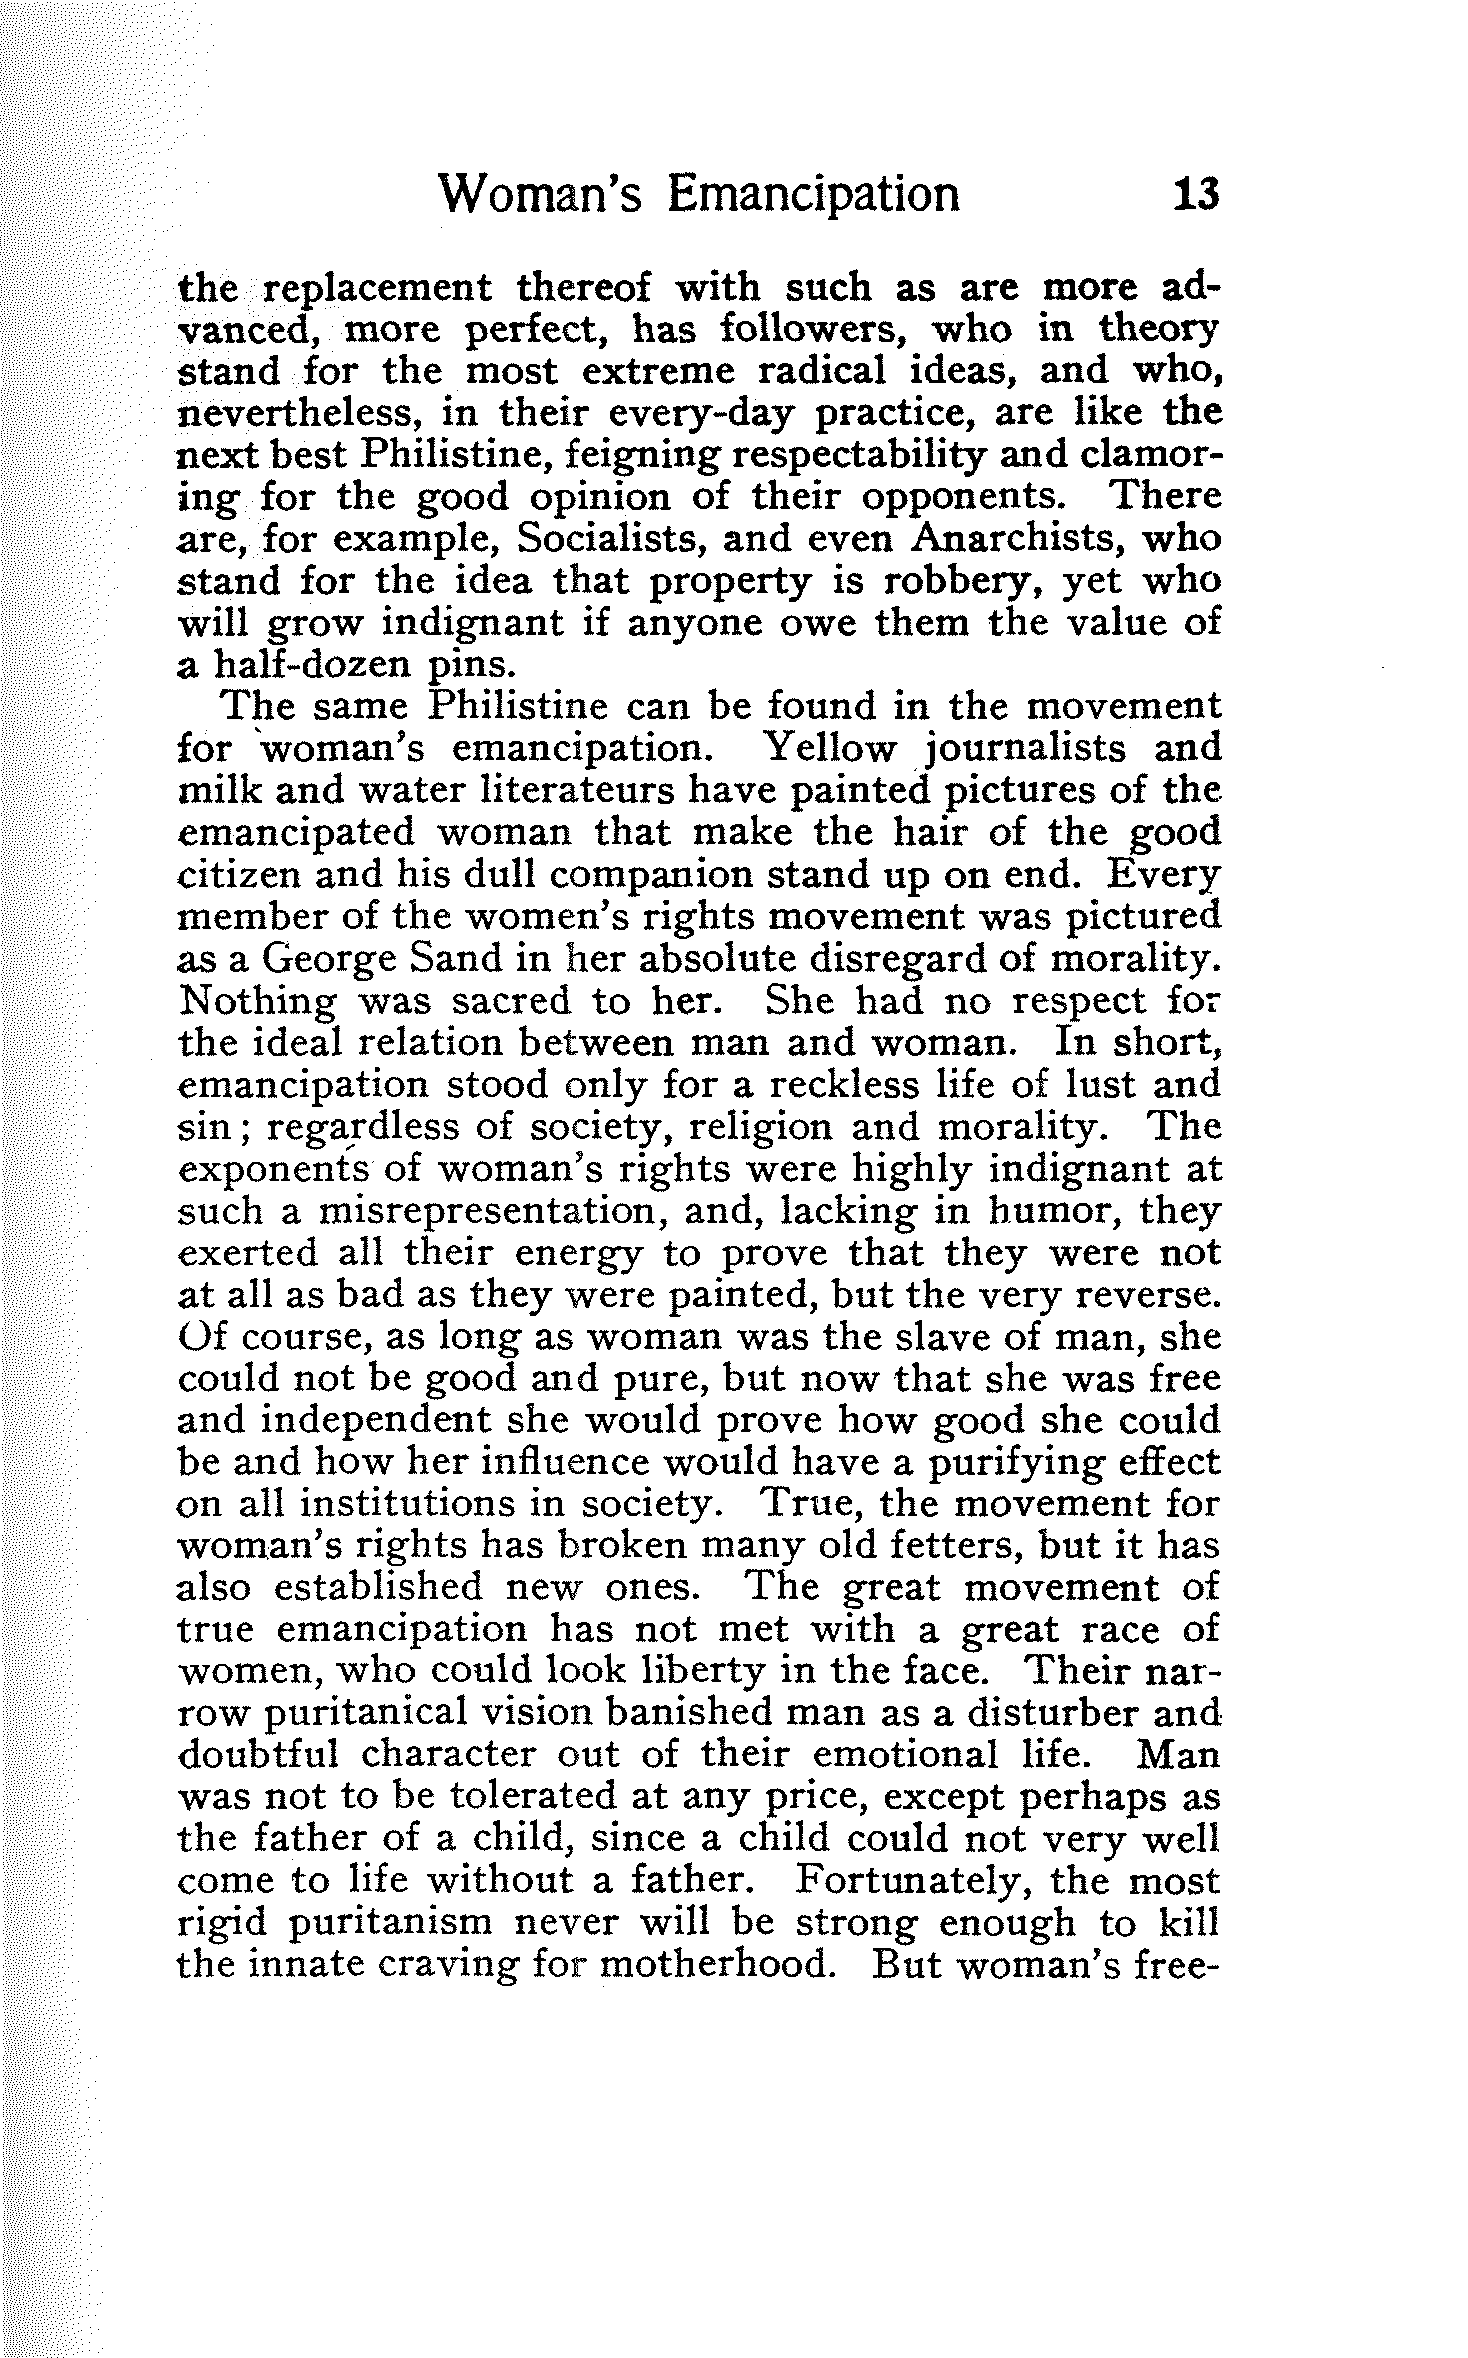 Woman's Emancipation 13
the replacement thereof with such as are more ad-
vanced, more perfect, has followers, who in theory
stand for the most extreme radical ideas, and who,
nevertheless, in their every-day practice, are like the
next best Philistine, feigning respectability and clamor-
ing for the good opinion of their opponents. There
are, for example, Socialists, and even Anarchists, who
stand for the idea that property is robbery, yet who
will grow indignant if anyone owe them the value of
a half-dozen pins.
The same Philistine can be found in the movement
for woman's emancipation. Yellow journalists and
milk and water literateurs have painted pictures of the
emancipated woman that make the hair of the good
citizen and his dull companion stand up on end. Every
member of the women's rights movement was pictured
as a George Sand in her absolute disregard of morality.
Nothing was sacred to her. She had no respect for
the ideal relation between man and woman. In short,
emancipation stood only for a reckless life of lust and
sin; regardless of society, religion and morality. The
exponents of woman's rights were highly indignant at
such a misrepresentation, and, lacking in humor, they
exerted all their energy to prove that they were not
at all as bad as they were painted, but the very reverse.
Of course, as long as woman was the slave of man, she
could not be good and pure, but now that she was free
and independent she would prove how good she could
be and how her influence would have a purifying effect
on all institutions in society. True, the movement for
woman's rights has broken many old fetters, but it has
also established new ones. The great movement of
true emancipation has not met with a great race of
women, who could look liberty in the face. Their nar-
row puritanical vision banished man as a disturber and
doubtful character out of their emotional life. Man
was not to be tolerated at any price, except perhaps as
the father of a child, since a child could not very well
come to life without a father. Fortunately, the most
rigid puritanism never will be strong enough to kill
the innate craving for motherhood. But woman's free-